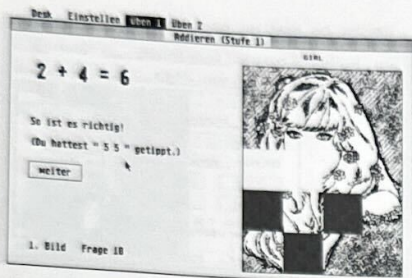 Desk Einstellen Üben 1 Üben 2
Addieren (Stufe 1)
GIRL
2 + 4 = 6
So ist es richtig!
(Du hattest = 5 5 = getippt.)
weiter
1. Bild Frage 10